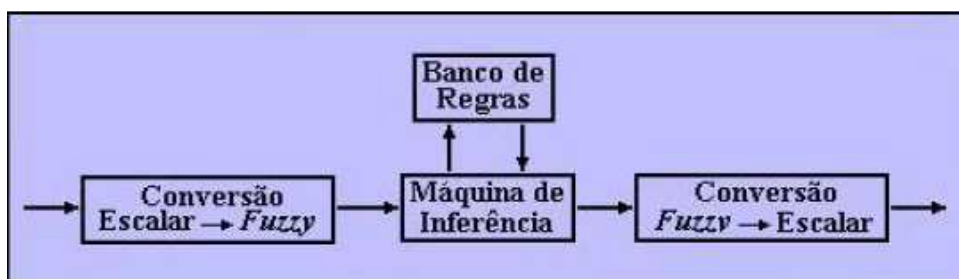 Banco de
Regras
Conversão
Escalar → Fuzzy
Máquina de
Inferência
Conversão
Fuzzy → Escalar